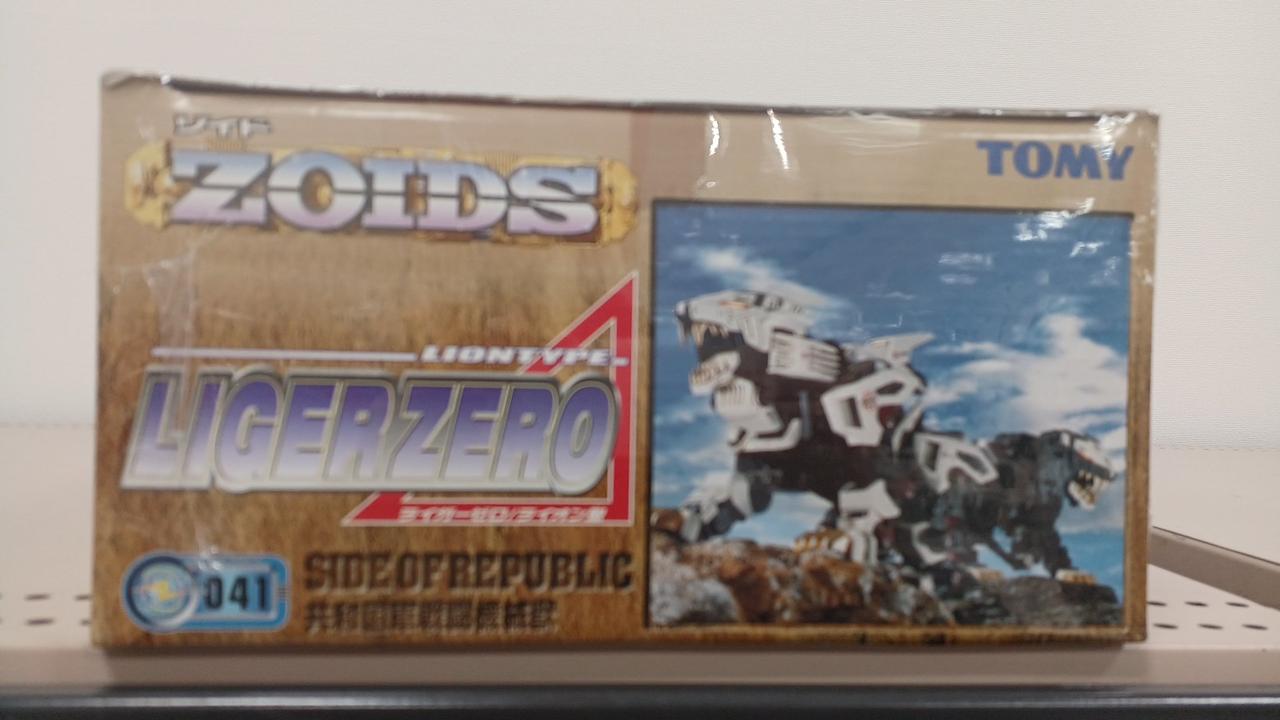 ゾイド
ZOIDS
TOMY
LIONTYPE
LIGERZERO
ライガーゼロ/ライオン型
041
SIDE OF REPUBLIC
共和国軍戦闘機械獣